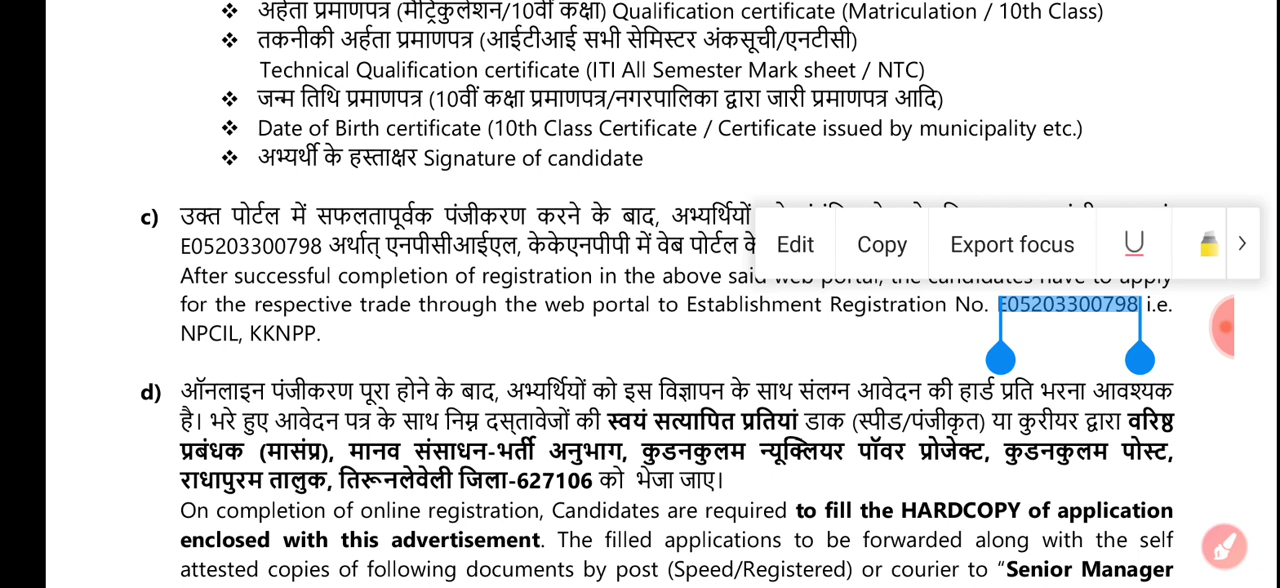 ❖ अर्हता प्रमाणपत्र (मैट्रिकुलेशन/10वीं कक्षा) Qualification certificate (Matriculation / 10th Class)
❖ तकनीकी अर्हता प्रमाणपत्र (आईटीआई सभी सेमिस्टर अंकसूची/एनटीसी)
Technical Qualification certificate (ITI All Semester Mark sheet / NTC)
❖ जन्म तिथि प्रमाणपत्र (10वीं कक्षा प्रमाणपत्र/नगरपालिका द्वारा जारी प्रमाणपत्र आदि)
❖ Date of Birth certificate (10th Class Certificate / Certificate issued by municipality etc.)
❖ अभ्यर्थी के हस्ताक्षर Signature of candidate
c) उक्त पोर्टल में सफलतापूर्वक पंजीकरण करने के बाद, अभ्यर्थियों
E05203300798 अर्थात् एनपीसीआईएल, केकेएनपीपी में वेब पोर्टल के
Edit Copy Export focus U
After successful completion of registration in the above said web portal, the candidates have to apply
for the respective trade through the web portal to Establishment Registration No. E05203300798 i.e.
NPCIL, KKNPP.
d) ऑनलाइन पंजीकरण पूरा होने के बाद, अभ्यर्थियों को इस विज्ञापन के साथ संलग्न आवेदन की हार्ड प्रति भरना आवश्यक
है। भरे हुए आवेदन पत्र के साथ निम्न दस्तावेजों की स्वयं सत्यापित प्रतियां डाक (स्पीड/पंजीकृत) या कुरीयर द्वारा वरिष्ठ
प्रबंधक (मासंप्र), मानव संसाधन-भर्ती अनुभाग, कुडनकुलम न्यूक्लियर पॉवर प्रोजेक्ट, कुडनकुलम पोस्ट,
राधापुरम तालुक, तिरूनलेवेली जिला-627106 को भेजा जाए।
On completion of online registration, Candidates are required to fill the HARDCOPY of application
enclosed with this advertisement. The filled applications to be forwarded along with the self
attested copies of following documents by post (Speed/Registered) or courier to “Senior Manager